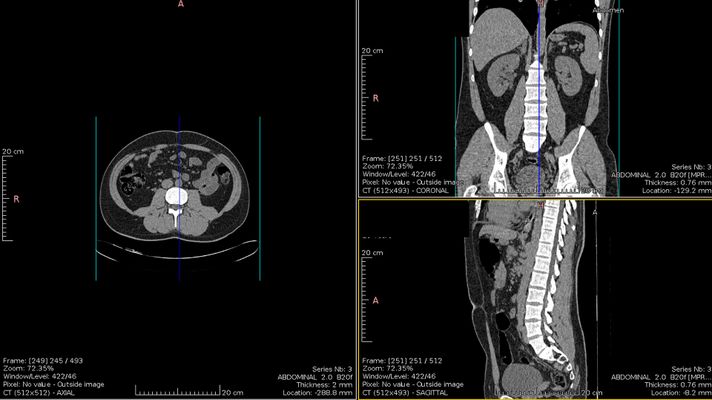 A
20 cm
R
Frame: [249] 245 / 493
Zoom: 72.35%
Window/Level: 422/46
Pixel: No value - Outside image
CT (512x512) - AXIAL
20 cm
Series Nb: 3
ABDOMINAL 2.0 B20f
Thickness: 2 mm
Location: -288.8 mm
H
Abdomen
20 cm
R
Frame: [251] 251 / 512
Zoom: 72.35%
Window/Level: 422/46
Pixel: No value - Outside image
CT (512x493) - CORONAL
20 cm
Series Nb: 3
ABDOMINAL 2.0 B20f [MPR...
Thickness: 0.76 mm
Location: -129.2 mm
H
A
20 cm
A
Frame: [251] 251 / 512
Zoom: 72.35%
Window/Level: 422/46
Pixel: No value - Outside image
CT (512x493) - SAGITTAL
20 cm
Series Nb: 3
ABDOMINAL 2.0 B20f [MPR...
Thickness: 0.76 mm
Location: -8.2 mm